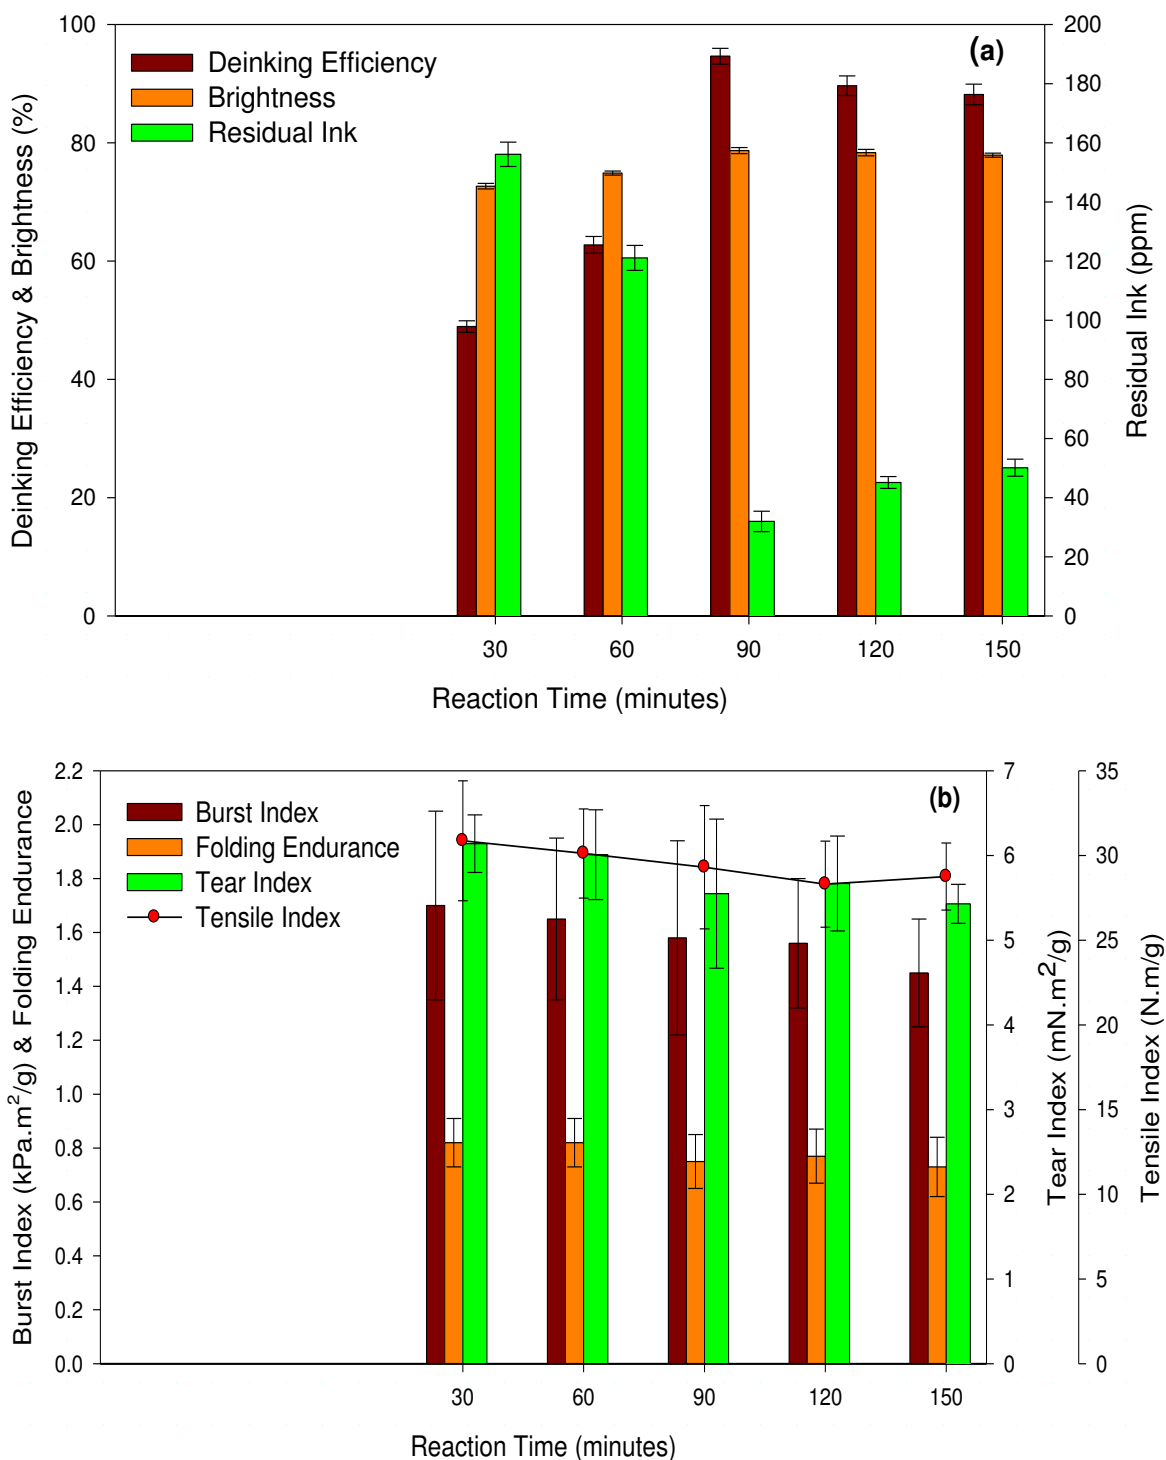 (a)
Deinking Efficiency
Brightness
Residual Ink
100
80
60
40
20
0
Deinking Efficiency & Brightness (%)
200
180
160
140
120
100
80
60
40
20
0
Residual Ink (ppm)
30 60 90 120 150
Reaction Time (minutes)
(b)
Burst Index
Folding Endurance
Tear Index
Tensile Index
2.2
2.0
1.8
1.6
1.4
1.2
1.0
0.8
0.6
0.4
0.2
0.0
Burst Index (kPa.m²/g) & Folding Endurance
7
6
5
4
3
2
1
0
Tear Index (mN.m²/g)
35
30
25
20
15
10
5
0
Tensile Index (N.m/g)
30 60 90 120 150
Reaction Time (minutes)